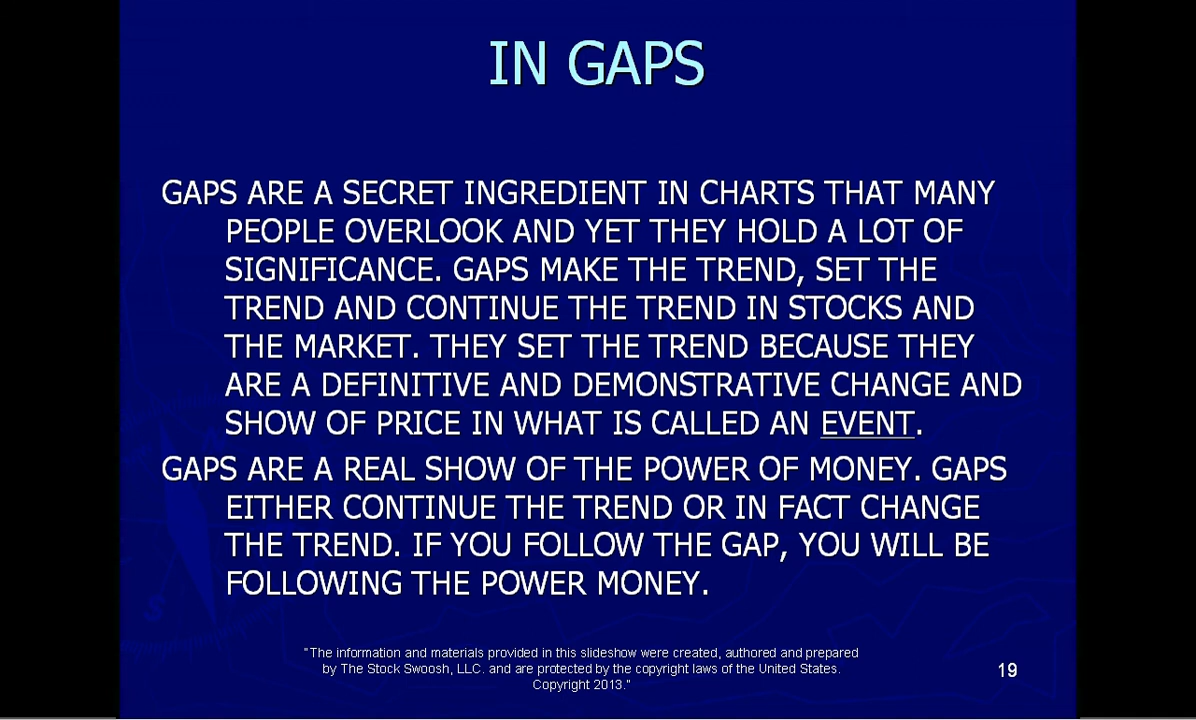 IN GAPS
GAPS ARE A SECRET INGREDIENT IN CHARTS THAT MANY
PEOPLE OVERLOOK AND YET THEY HOLD A LOT OF
SIGNIFICANCE. GAPS MAKE THE TREND, SET THE
TREND AND CONTINUE THE TREND IN STOCKS AND
THE MARKET. THEY SET THE TREND BECAUSE THEY
ARE A DEFINITIVE AND DEMONSTRATIVE CHANGE AND
SHOW OF PRICE IN WHAT IS CALLED AN EVENT.
GAPS ARE A REAL SHOW OF THE POWER OF MONEY. GAPS
EITHER CONTINUE THE TREND OR IN FACT CHANGE
THE TREND. IF YOU FOLLOW THE GAP, YOU WILL BE
FOLLOWING THE POWER MONEY.
"The information and materials provided in this slideshow were created, authored and prepared
by The Stock Swoosh, LLC. and are protected by the copyright laws of the United States.
Copyright 2013."
19